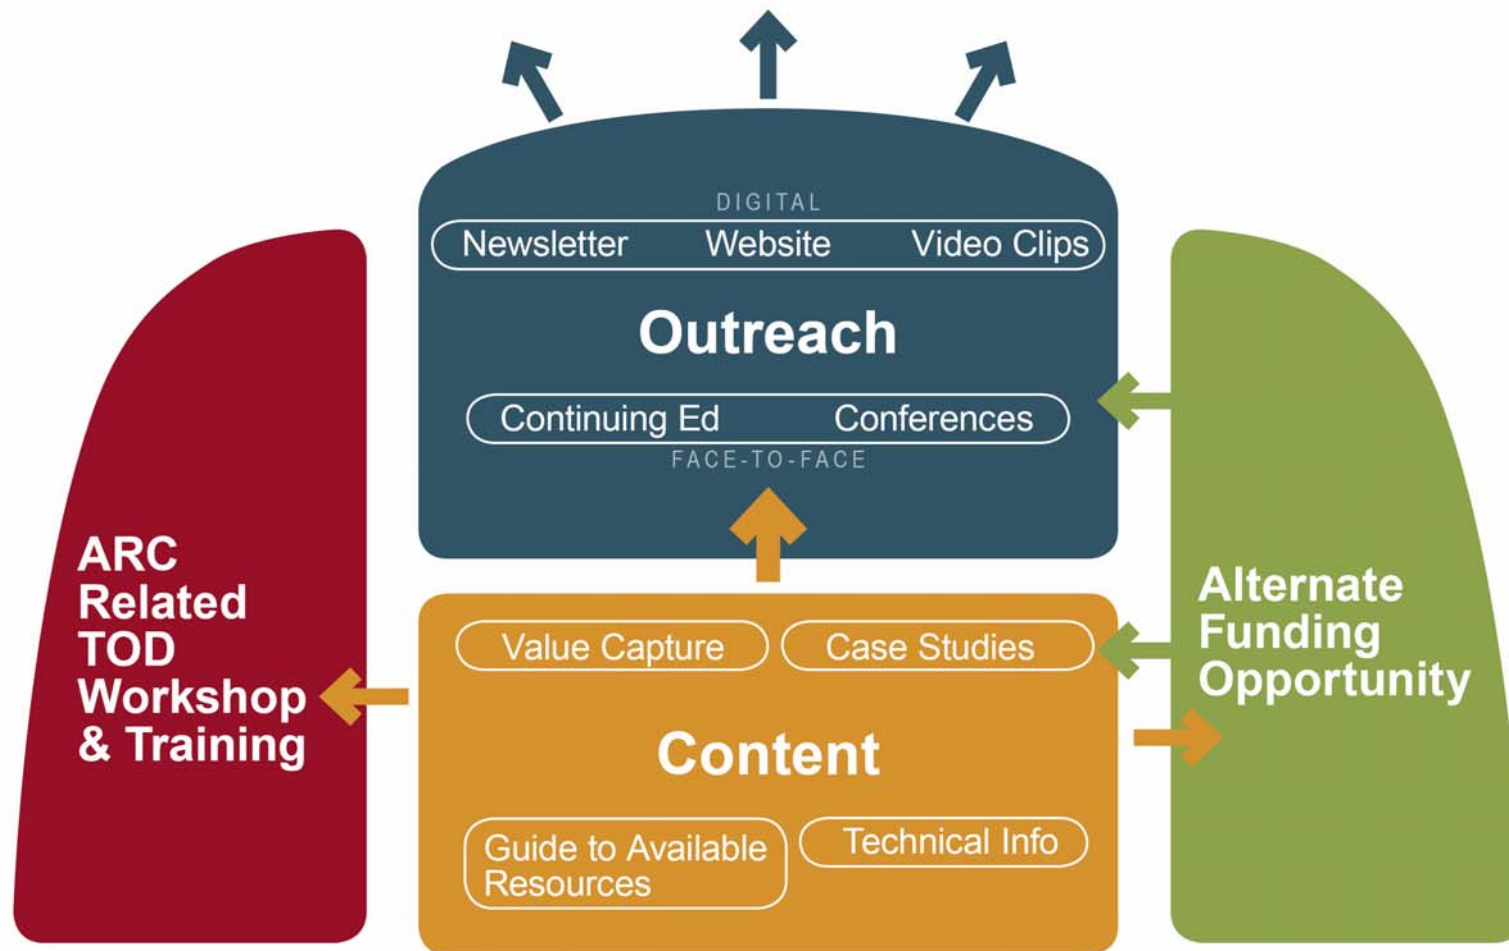 DIGITAL
Newsletter Website Video Clips
Outreach
Continuing Ed Conferences
FACE-TO-FACE
ARC
Related
TOD
Workshop
& Training
Value Capture Case Studies
Content
Guide to Available
Resources
Technical Info
Alternate
Funding
Opportunity